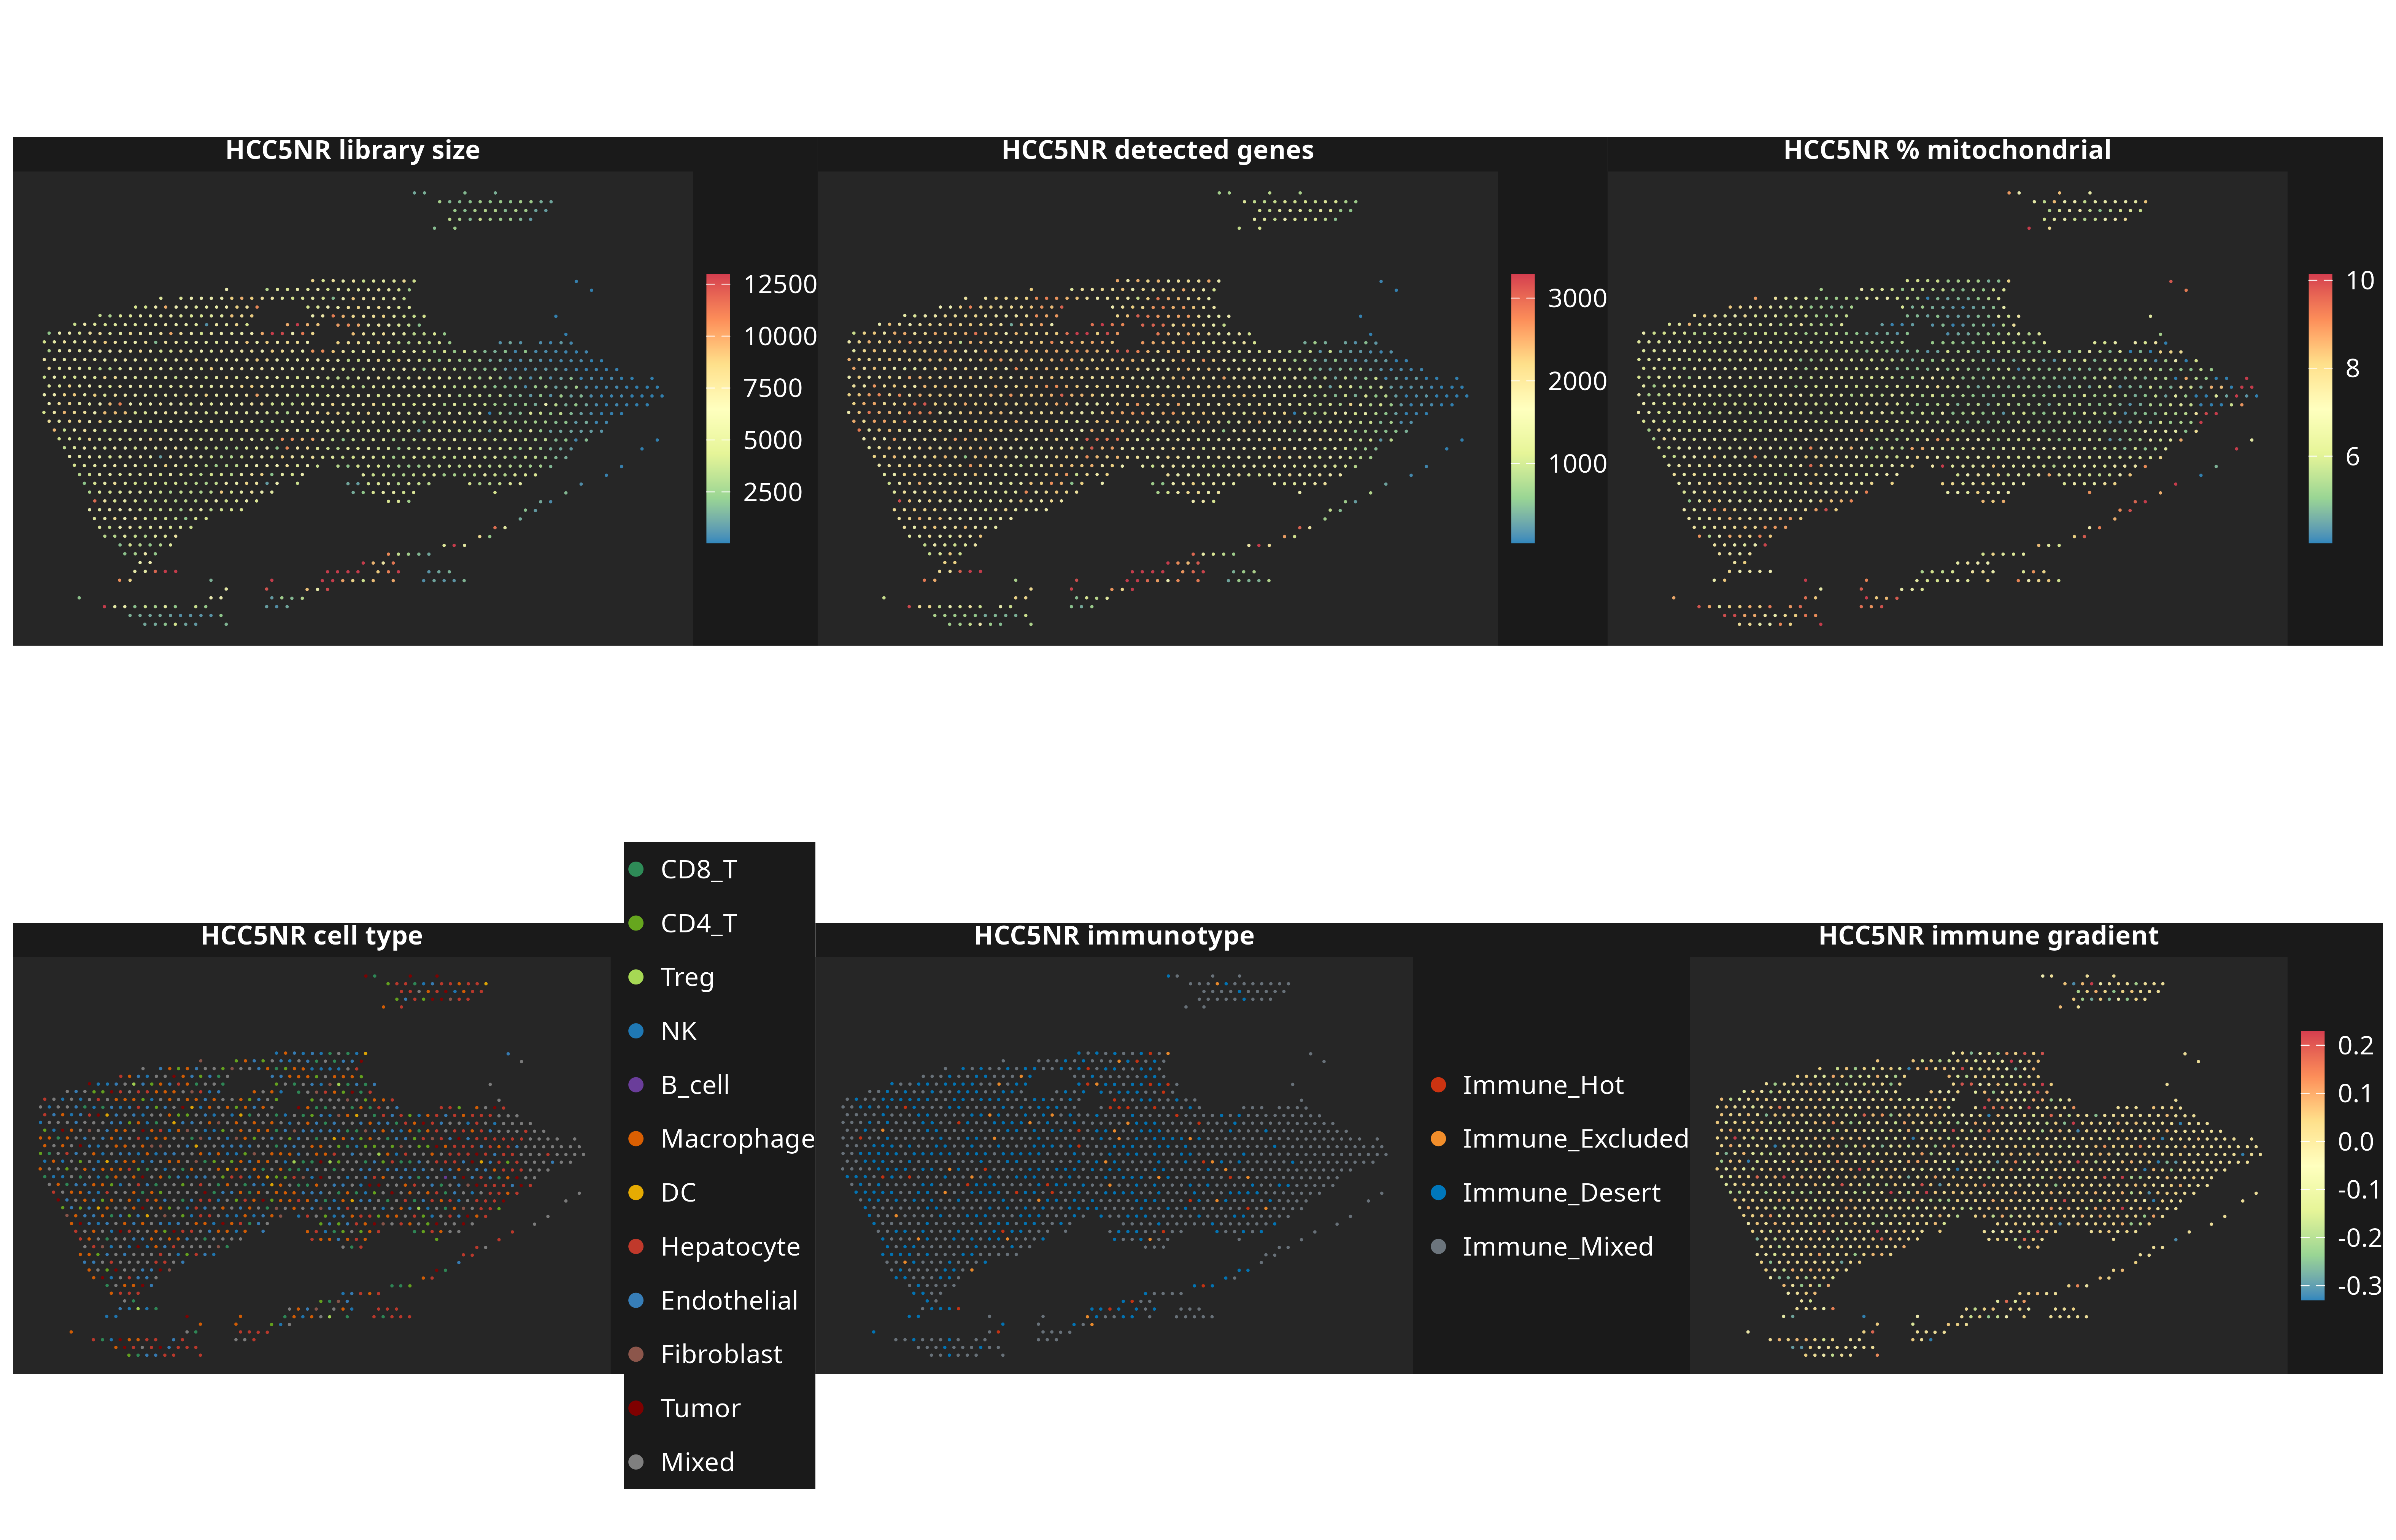 HCC5NR library size
12500
10000
7500
5000
2500
HCC5NR detected genes
3000
2000
1000
HCC5NR % mitochondrial
10
8
6
HCC5NR cell type
CD8_T
CD4_T
Treg
NK
B_cell
Macrophage
DC
Hepatocyte
Endothelial
Fibroblast
Tumor
Mixed
HCC5NR immunotype
Immune_Hot
Immune_Excluded
Immune_Desert
Immune_Mixed
HCC5NR immune gradient
0.2
0.1
0.0
-0.1
-0.2
-0.3